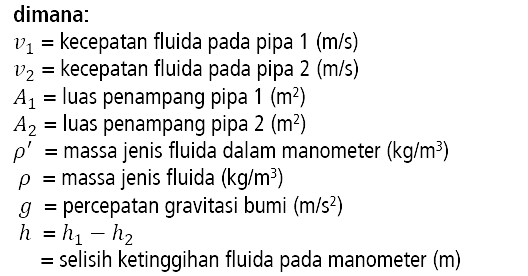 dimana:
v₁ = kecepatan fluida pada pipa 1 (m/s)
v₂ = kecepatan fluida pada pipa 2 (m/s)
A₁ = luas penampang pipa 1 (m²)
A₂ = luas penampang pipa 2 (m²)
ρ′ = massa jenis fluida dalam manometer (kg/m³)
ρ = massa jenis fluida (kg/m³)
g = percepatan gravitasi bumi (m/s²)
h = h₁ − h₂
= selisih ketinggihan fluida pada manometer (m)